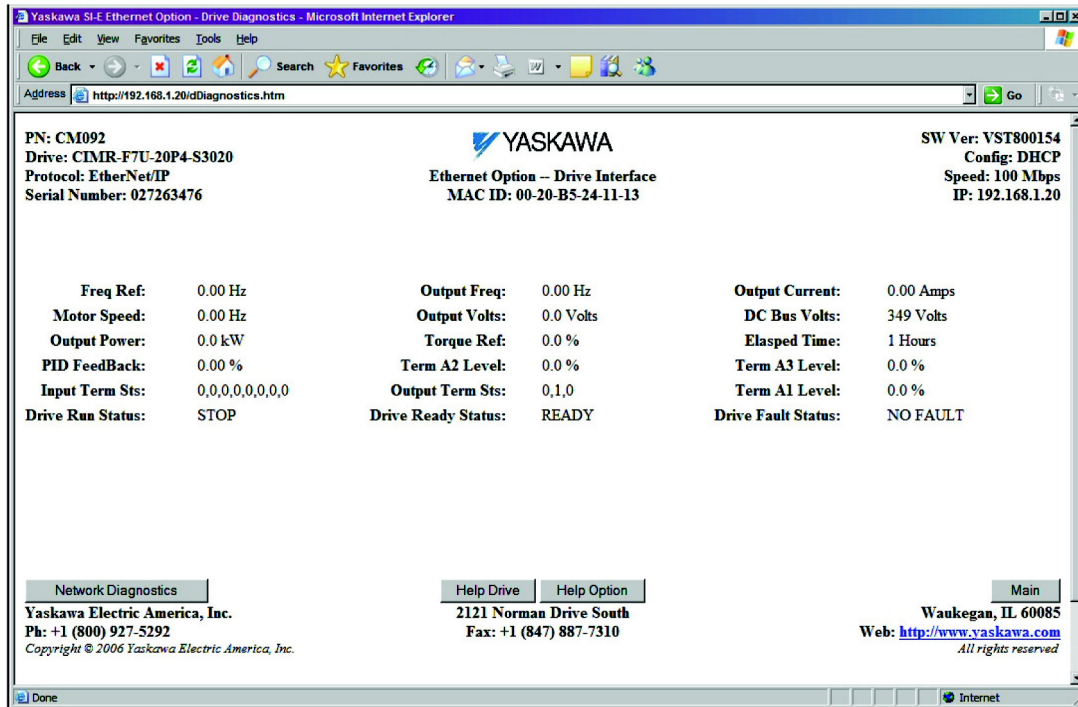 Yaskawa SI-E Ethernet Option - Drive Diagnostics - Microsoft Internet Explorer
File Edit View Favorites Tools Help
Back Search Favorites
Address http://192.168.1.20/dDiagnostics.htm Go
PN: CM092
Drive: CIMR-F7U-20P4-S3020
Protocol: EtherNet/IP
Serial Number: 027263476
YASKAWA
Ethernet Option -- Drive Interface
MAC ID: 00-20-B5-24-11-13
SW Ver: VST800154
Config: DHCP
Speed: 100 Mbps
IP: 192.168.1.20
Freq Ref: 0.00 Hz Output Freq: 0.00 Hz Output Current: 0.00 Amps
Motor Speed: 0.00 Hz Output Volts: 0.0 Volts DC Bus Volts: 349 Volts
Output Power: 0.0 kW Torque Ref: 0.0 % Elasped Time: 1 Hours
PID FeedBack: 0.00 % Term A2 Level: 0.0 % Term A3 Level: 0.0 %
Input Term Sts: 0,0,0,0,0,0,0,0 Output Term Sts: 0,1,0 Term A1 Level: 0.0 %
Drive Run Status: STOP Drive Ready Status: READY Drive Fault Status: NO FAULT
Network Diagnostics Help Drive Help Option Main
Yaskawa Electric America, Inc. 2121 Norman Drive South Waukegan, IL 60085
Ph: +1 (800) 927-5292 Fax: +1 (847) 887-7310 Web: http://www.yaskawa.com
Copyright © 2006 Yaskawa Electric America, Inc. All rights reserved
Done Internet